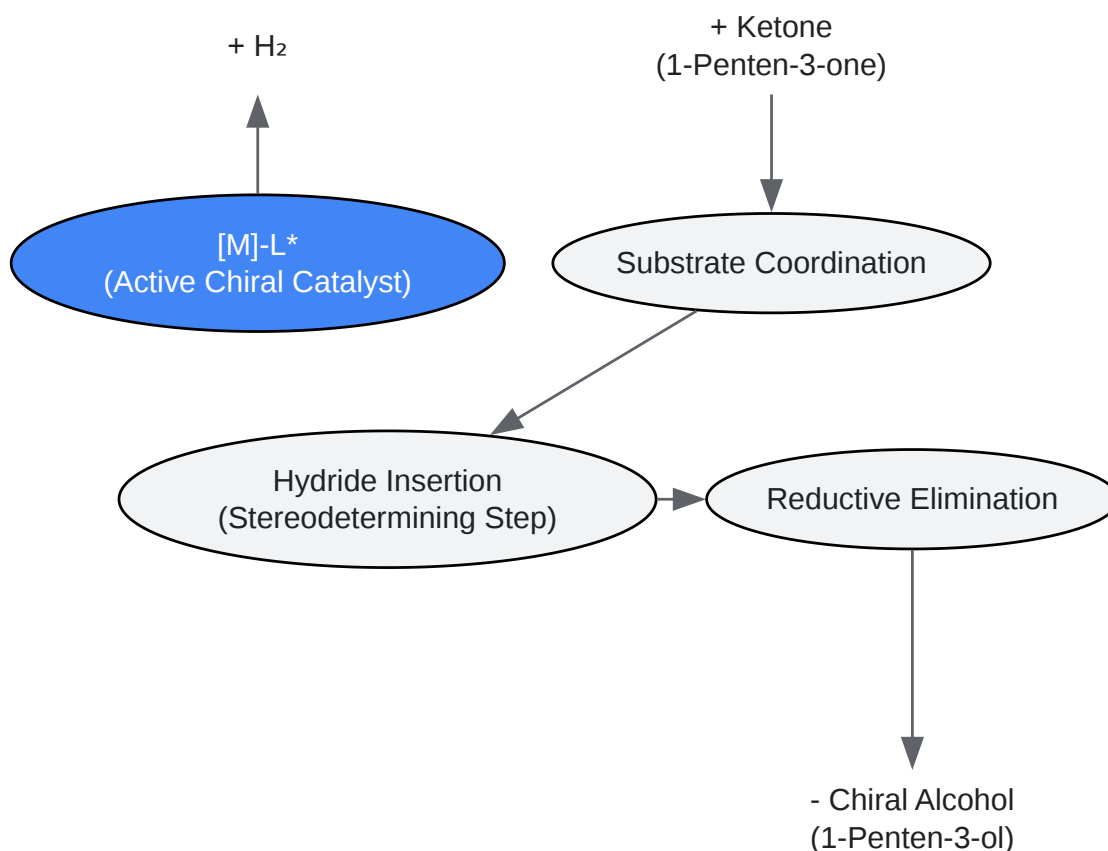 + H₂
+ Ketone
(1-Penten-3-one)
[M]-L*
(Active Chiral Catalyst)
Substrate Coordination
Hydride Insertion
(Stereodetermining Step)
Reductive Elimination
- Chiral Alcohol
(1-Penten-3-ol)